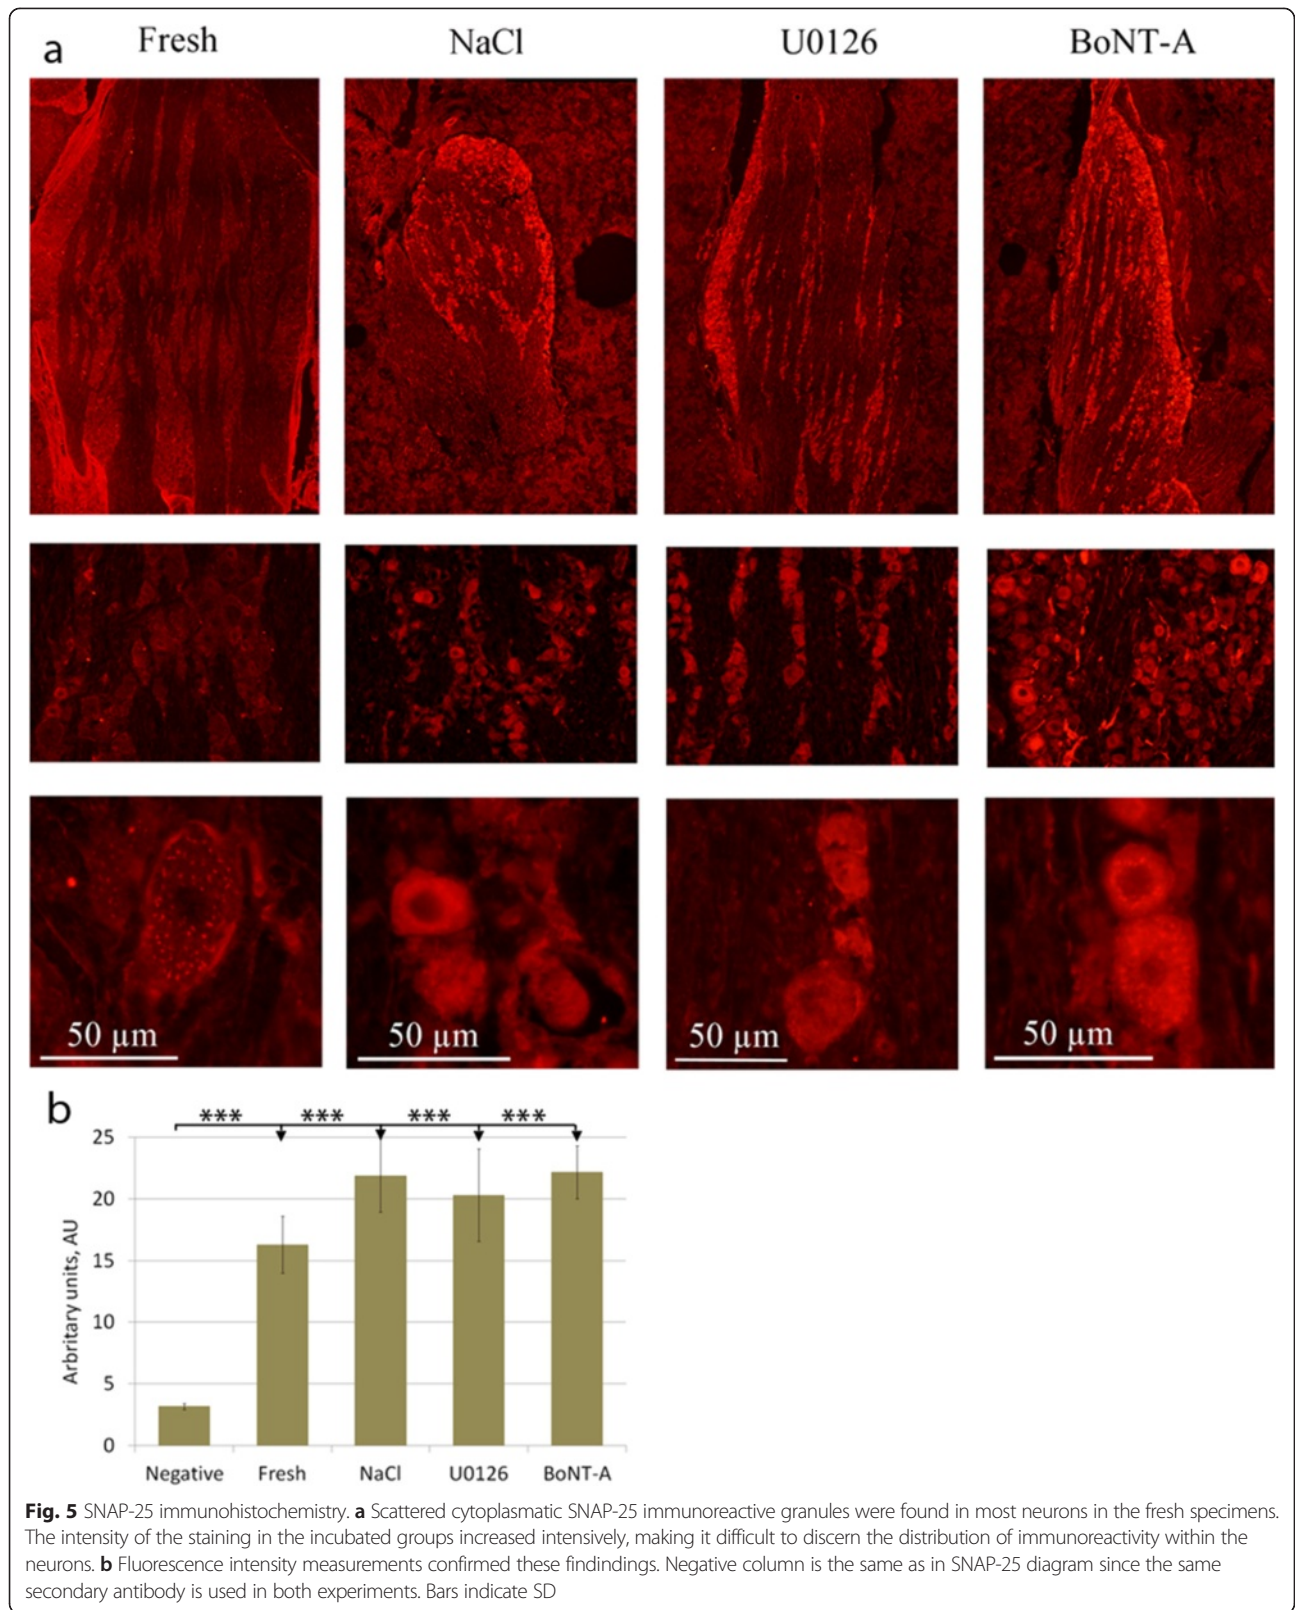 a
Fresh NaCl U0126 BoNT-A
50 µm 50 µm 50 µm 50 µm
b
*** *** *** ***
25
20
15
10
5
0
Arbritary units, AU
Negative Fresh NaCl U0126 BoNT-A
Fig. 5 SNAP-25 immunohistochemistry. a Scattered cytoplasmatic SNAP-25 immunoreactive granules were found in most neurons in the fresh specimens.
The intensity of the staining in the incubated groups increased intensively, making it difficult to discern the distribution of immunoreactivity within the
neurons. b Fluorescence intensity measurements confirmed these findindings. Negative column is the same as in SNAP-25 diagram since the same
secondary antibody is used in both experiments. Bars indicate SD